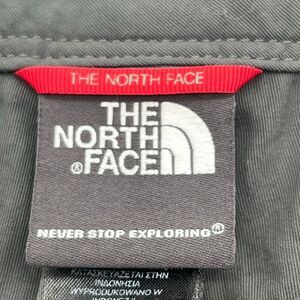 THE NORTH FACE
THE
NORTH
®FACE
NEVER STOP EXPLORING®
ΚΑΤΑΣΚΕΥΑΖΕΤΑΙ ΣΤΗΝ
ΙΝΔΟΝΗΣΙΑ
WYPRODUKOWANO W